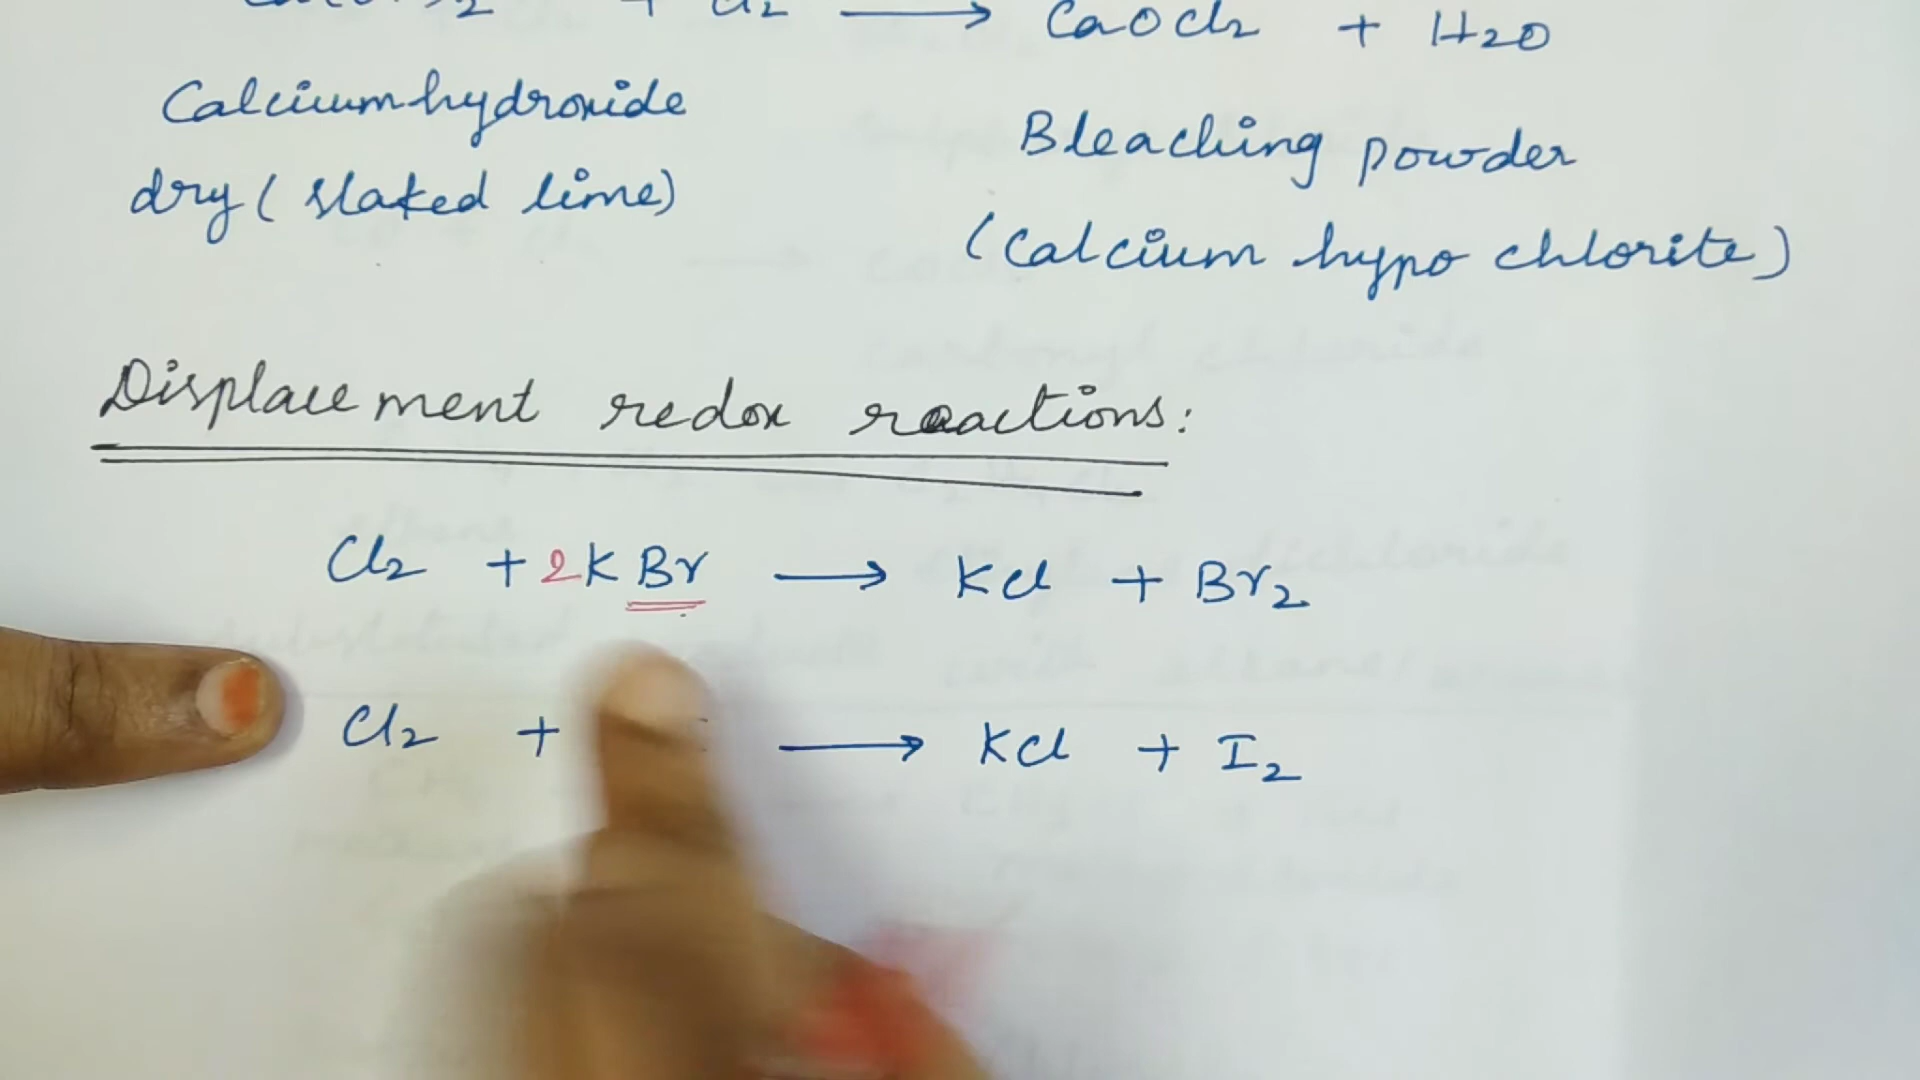 + Cl2 → CaOCl2 + H2O
Calcium hydroxide
dry (slaked lime)
Bleaching powder
(Calcium hypo chlorite)
Displacement redox reactions:
Cl2 + 2KBr → KCl + Br2
Cl2 + → KCl + I2